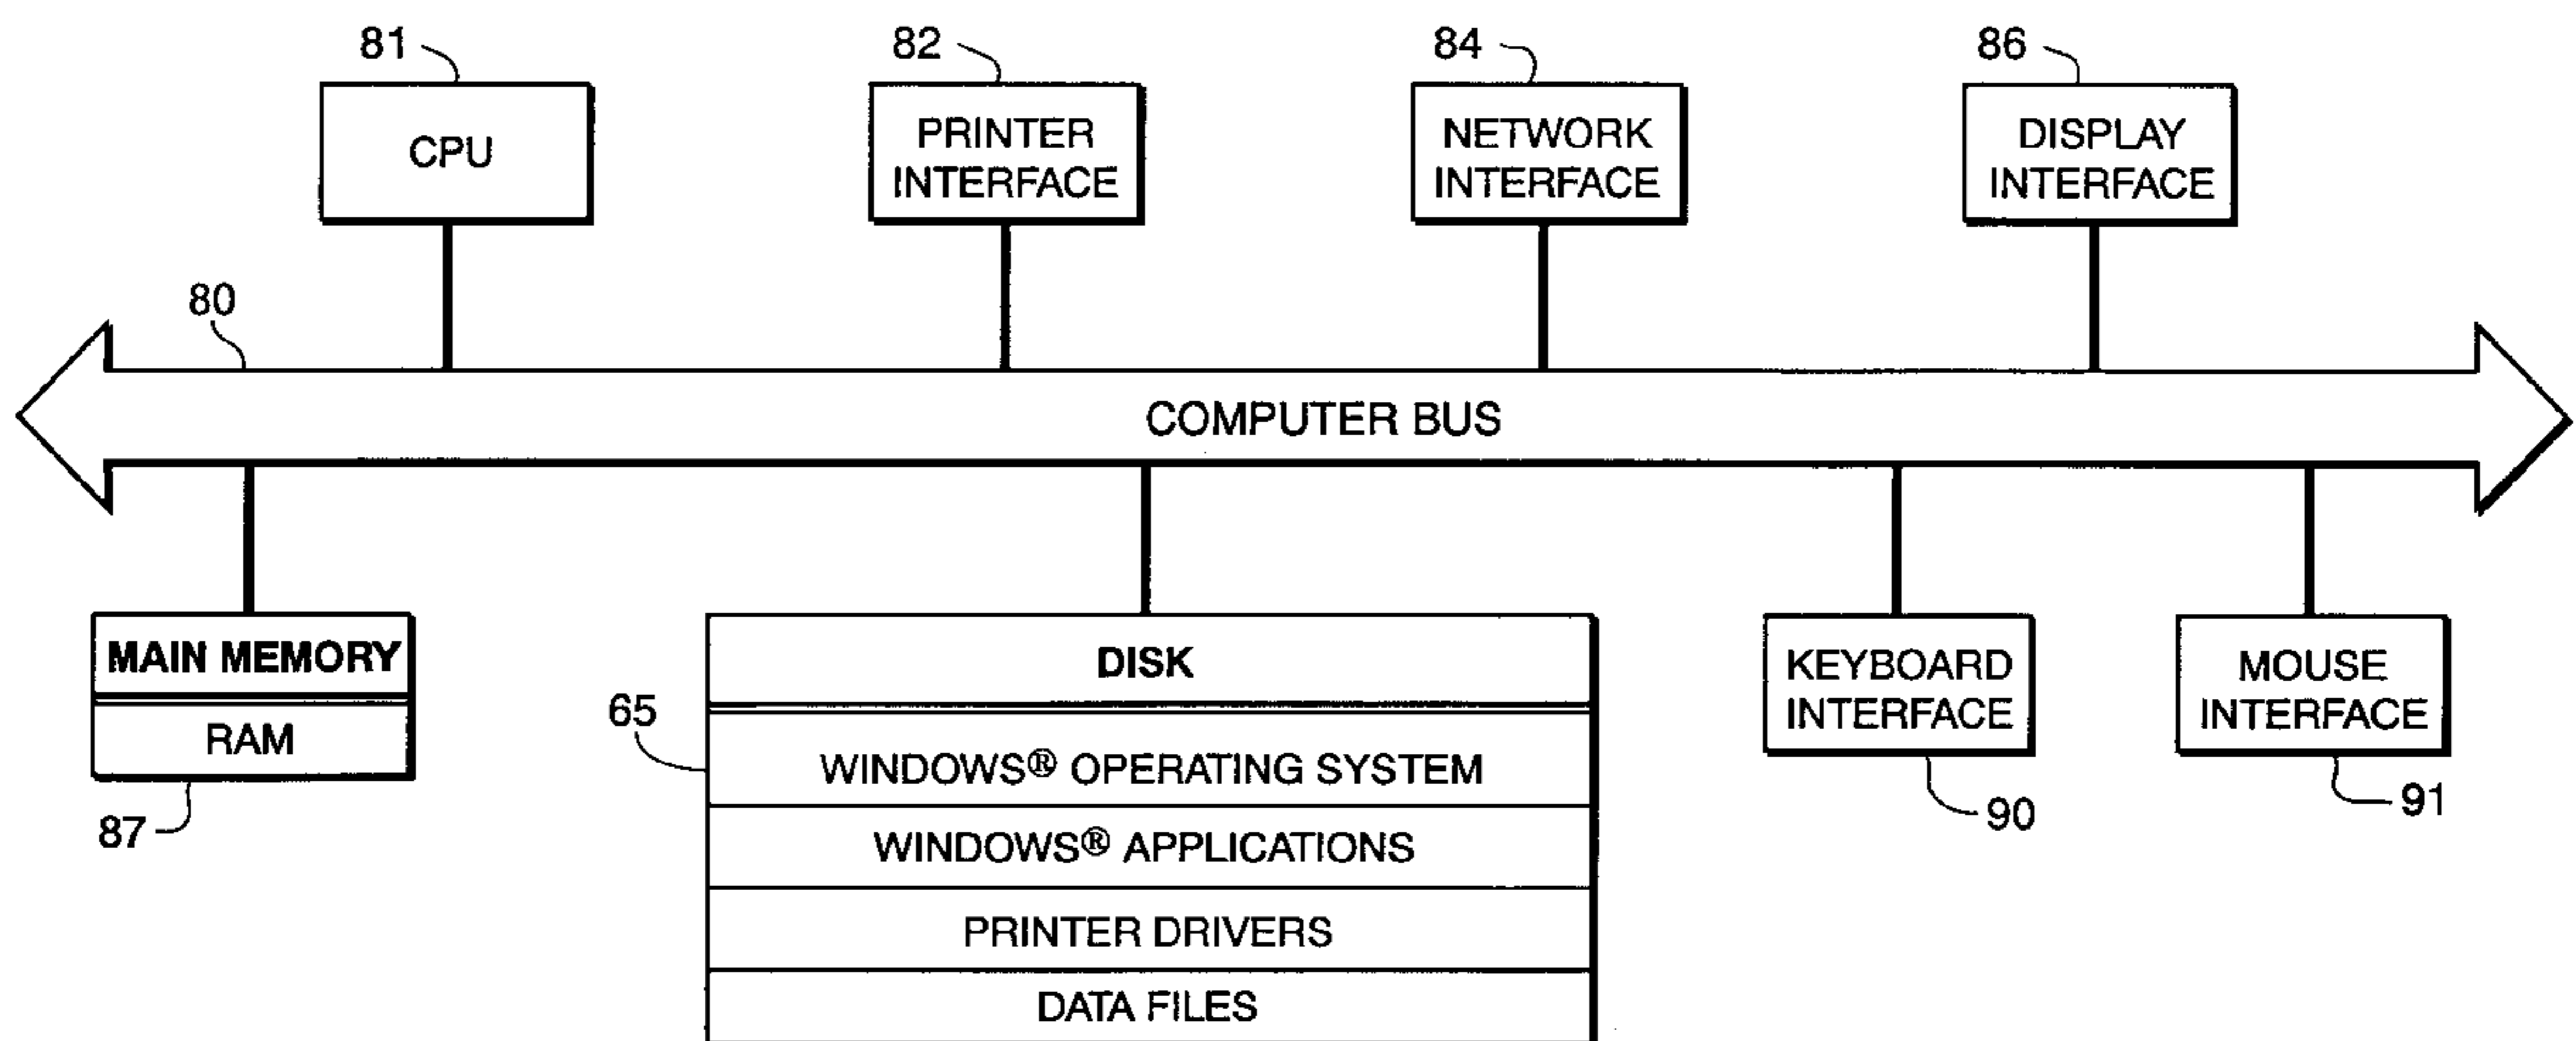 81
82
84
86
CPU
PRINTER
INTERFACE
NETWORK
INTERFACE
DISPLAY
INTERFACE
80
COMPUTER BUS
MAIN MEMORY
RAM
87
65
DISK
WINDOWS® OPERATING SYSTEM
WINDOWS® APPLICATIONS
PRINTER DRIVERS
DATA FILES
KEYBOARD
INTERFACE
90
MOUSE
INTERFACE
91